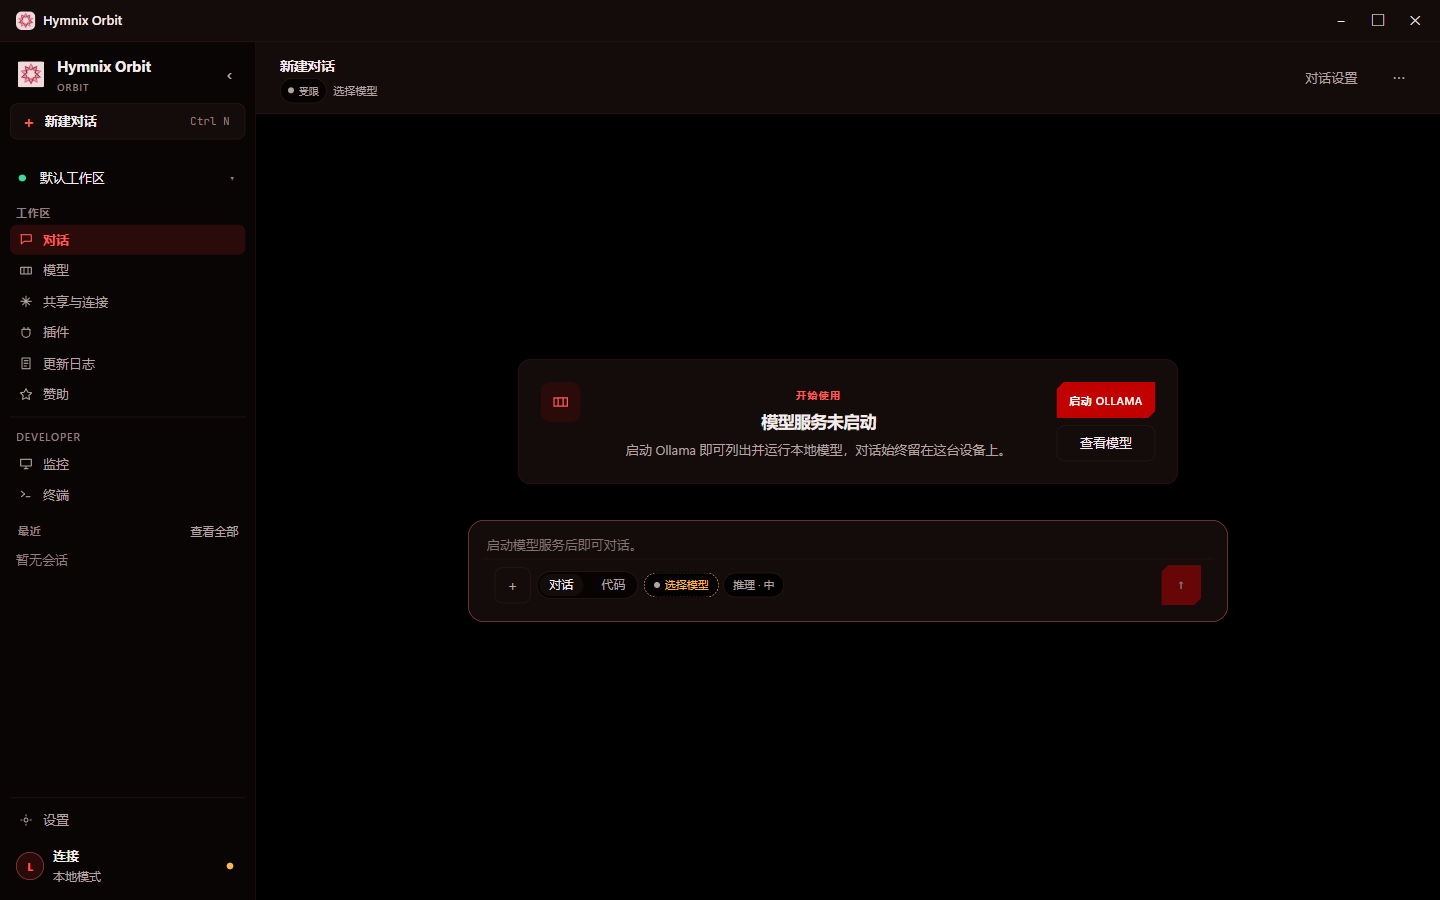 Hymnix Orbit
Hymnix Orbit
ORBIT
+ 新建对话 Ctrl N
默认工作区
工作区
对话
模型
共享与连接
插件
更新日志
赞助
DEVELOPER
监控
终端
最近 查看全部
暂无会话
设置
L
连接
本地模式
新建对话
受限 选择模型
对话设置 ···
开始使用
模型服务未启动
启动 Ollama 即可列出并运行本地模型，对话始终留在这台设备上。
启动 OLLAMA
查看模型
启动模型服务后即可对话。
+ 对话 代码 选择模型 推理 · 中 ↑